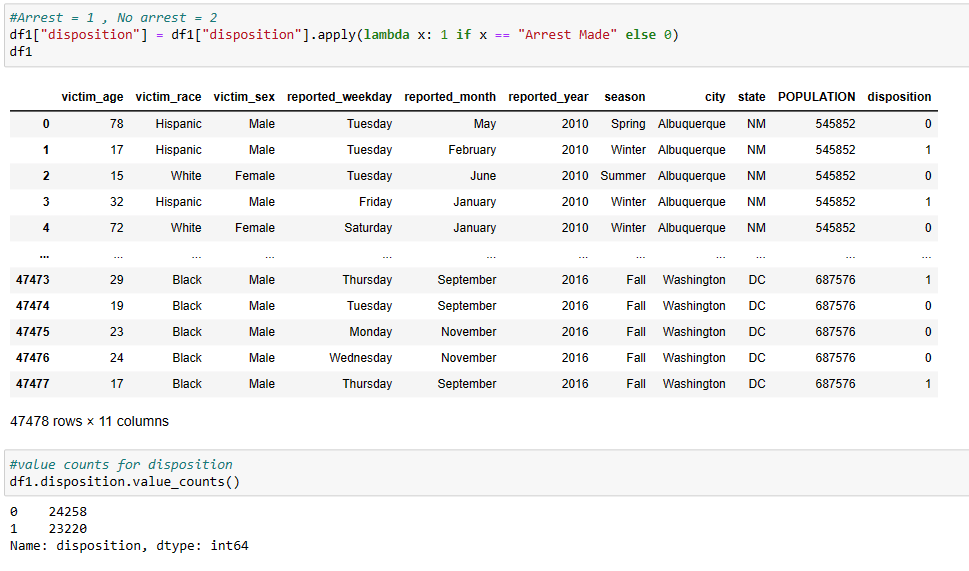 #Arrest = 1 , No arrest = 2
df1["disposition"] = df1["disposition"].apply(lambda x: 1 if x == "Arrest Made" else 0)
df1
victim_age victim_race victim_sex reported_weekday reported_month reported_year season city state POPULATION disposition
0 78 Hispanic Male Tuesday May 2010 Spring Albuquerque NM 545852 0
1 17 Hispanic Male Tuesday February 2010 Winter Albuquerque NM 545852 1
2 15 White Female Tuesday June 2010 Summer Albuquerque NM 545852 0
3 32 Hispanic Male Friday January 2010 Winter Albuquerque NM 545852 1
4 72 White Female Saturday January 2010 Winter Albuquerque NM 545852 0
... ... ... ... ... ... ... ... ... ... ... ...
47473 29 Black Male Thursday September 2016 Fall Washington DC 687576 1
47474 19 Black Male Tuesday September 2016 Fall Washington DC 687576 0
47475 23 Black Male Monday November 2016 Fall Washington DC 687576 0
47476 24 Black Male Wednesday November 2016 Fall Washington DC 687576 0
47477 17 Black Male Thursday September 2016 Fall Washington DC 687576 1
47478 rows × 11 columns
#value counts for disposition
df1.disposition.value_counts()
0 24258
1 23220
Name: disposition, dtype: int64